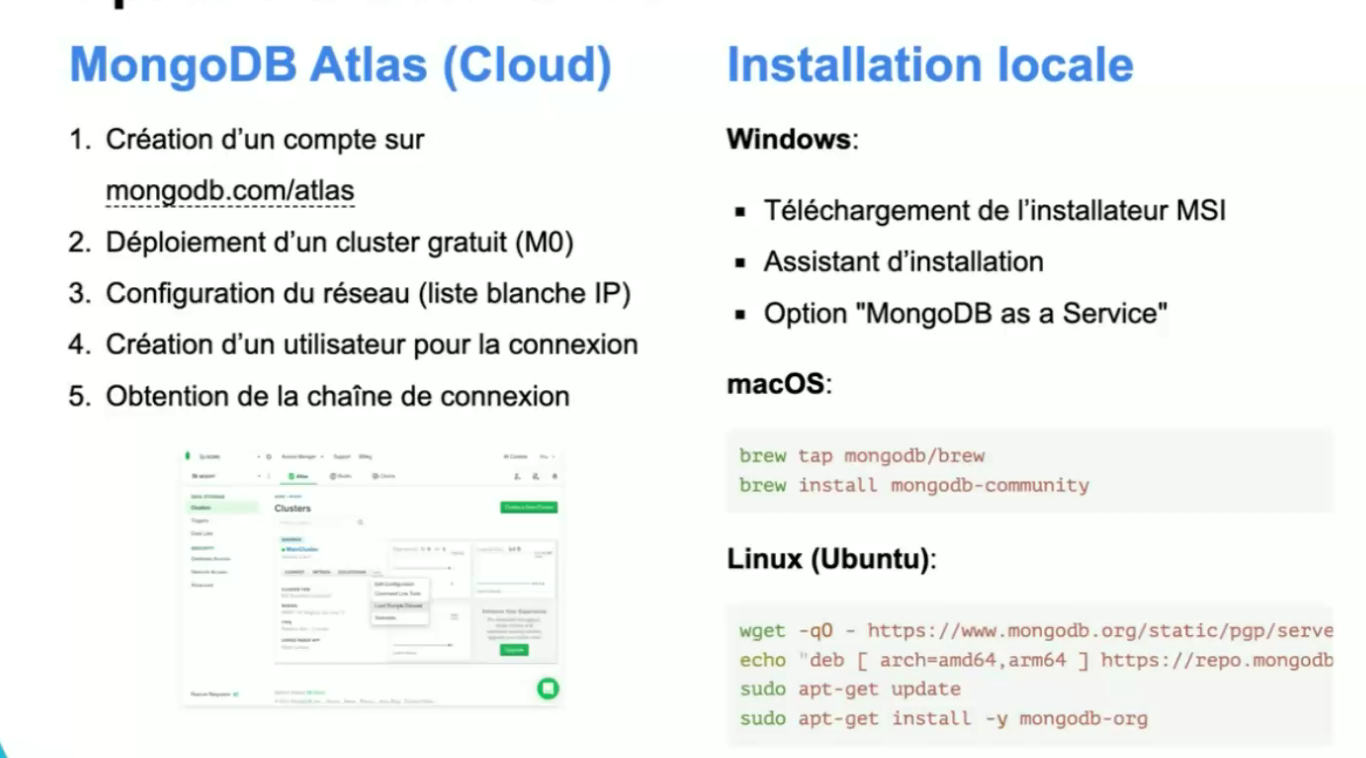 MongoDB Atlas (Cloud)
1. Création d'un compte sur
mongodb.com/atlas
2. Déploiement d'un cluster gratuit (M0)
3. Configuration du réseau (liste blanche IP)
4. Création d'un utilisateur pour la connexion
5. Obtention de la chaîne de connexion
Clusters
Installation locale
Windows:
▪ Téléchargement de l'installateur MSI
▪ Assistant d'installation
▪ Option "MongoDB as a Service"
macOS:
brew tap mongodb/brew
brew install mongodb-community
Linux (Ubuntu):
wget -qO - https://www.mongodb.org/static/pgp/serve
echo "deb [ arch=amd64,arm64 ] https://repo.mongodb
sudo apt-get update
sudo apt-get install -y mongodb-org